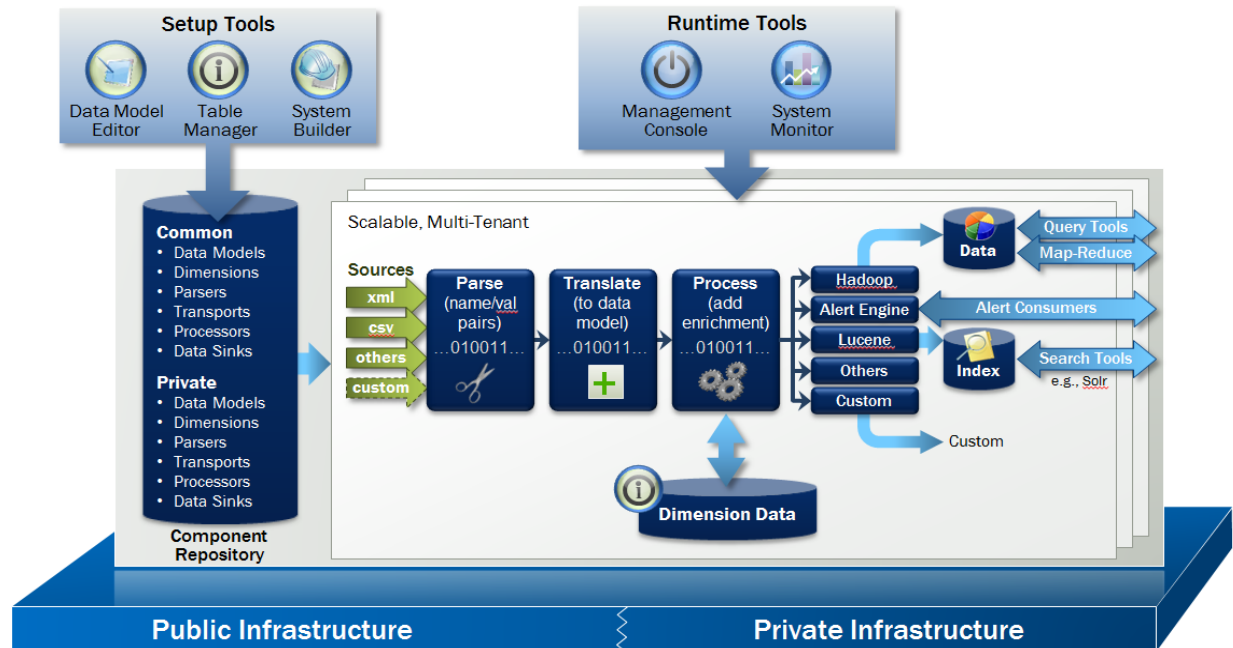 Setup Tools
Data Model
Editor
Table
Manager
System
Builder
Runtime Tools
Management
Console
System
Monitor
Common
• Data Models
• Dimensions
• Parsers
• Transports
• Processors
• Data Sinks
Private
• Data Models
• Dimensions
• Parsers
• Transports
• Processors
• Data Sinks
Component
Repository
Scalable, Multi-Tenant
Sources
xml
csv
others
custom
Parse
(name/val
pairs)
...010011...
Translate
(to data
model)
...010011...
Process
(add
enrichment)
...010011...
Hadoop
Alert Engine
Lucene
Others
Custom
Data
Index
Query Tools
Map-Reduce
Alert Consumers
Search Tools
e.g., Solr
Custom
Dimension Data
Public Infrastructure
Private Infrastructure